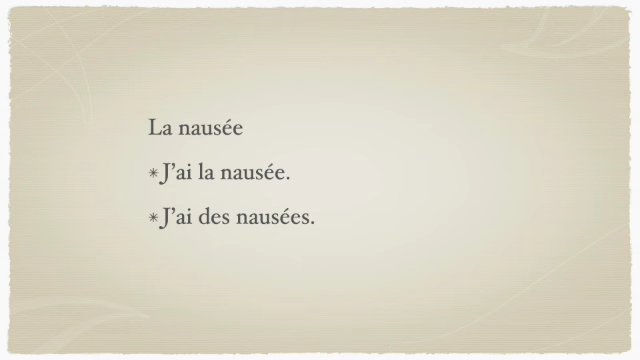 La nausée
*J’ai la nausée.
*J’ai des nausées.